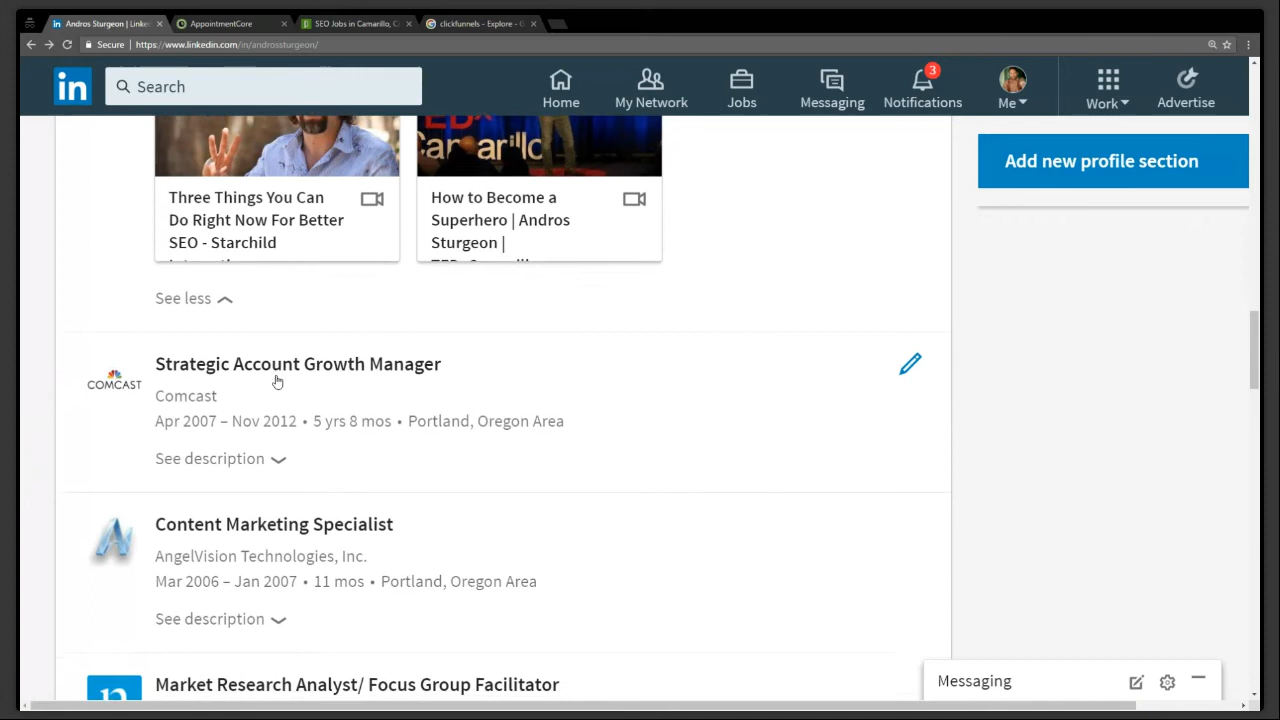 Andros Sturgeon | Linke
AppointmentCore
SEO Jobs in Camarillo, C
clickfunnels - Explore - G
Secure
https://www.linkedin.com/in/androssturgeon/
in
Search
Home
My Network
Jobs
Messaging
3
Notifications
Me
Work
Advertise
Add new profile section
TEDx
Camarillo
Three Things You Can
Do Right Now For Better
SEO - Starchild
How to Become a
Superhero | Andros
Sturgeon |
See less
COMCAST
Strategic Account Growth Manager
Comcast
Apr 2007 – Nov 2012 • 5 yrs 8 mos • Portland, Oregon Area
See description
Content Marketing Specialist
AngelVision Technologies, Inc.
Mar 2006 – Jan 2007 • 11 mos • Portland, Oregon Area
See description
Market Research Analyst/ Focus Group Facilitator
Messaging